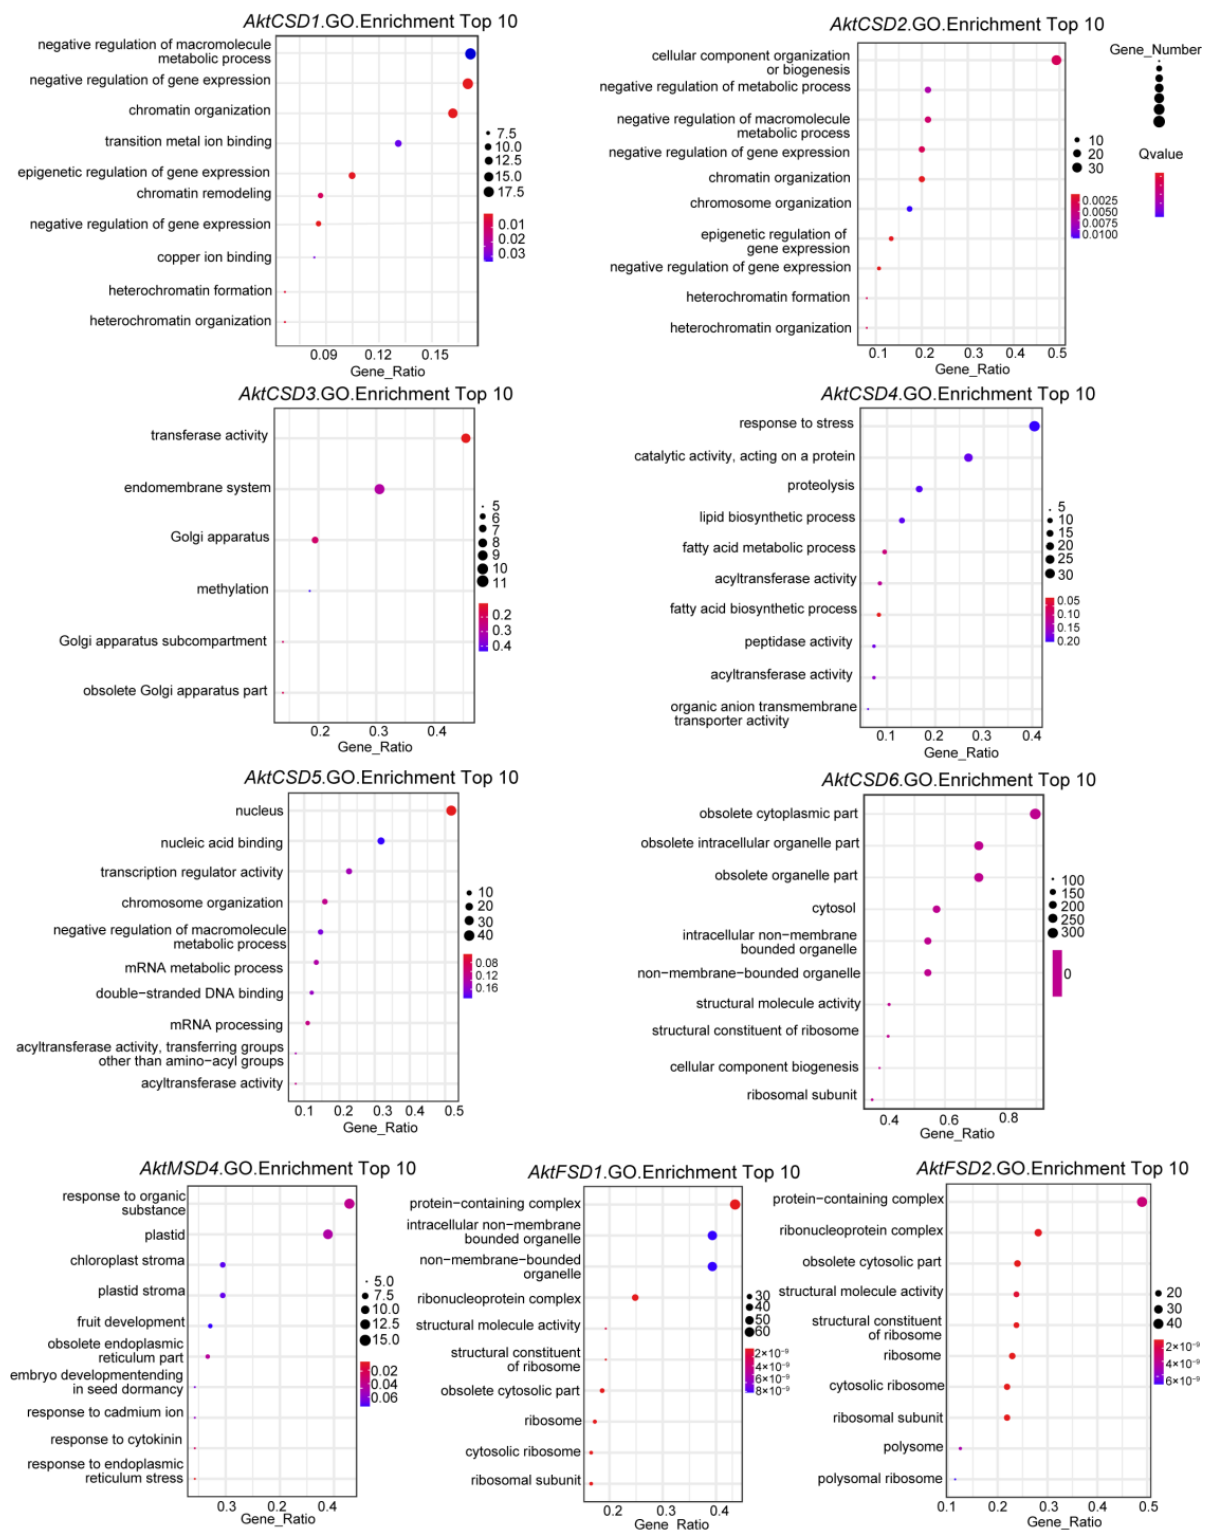 AktCSD1.GO.Enrichment Top 10
negative regulation of macromolecule
metabolic process
negative regulation of gene expression
chromatin organization
transition metal ion binding
epigenetic regulation of gene expression
chromatin remodeling
negative regulation of gene expression
copper ion binding
heterochromatin formation
heterochromatin organization
7.5
10.0
12.5
15.0
17.5
0.01
0.02
0.03
0.09 0.12 0.15
Gene_Ratio
AktCSD2.GO.Enrichment Top 10
cellular component organization
or biogenesis
negative regulation of metabolic process
negative regulation of macromolecule
metabolic process
negative regulation of gene expression
chromatin organization
chromosome organization
epigenetic regulation of
gene expression
negative regulation of gene expression
heterochromatin formation
heterochromatin organization
10
20
30
0.0025
0.0050
0.0075
0.0100
0.1 0.2 0.3 0.4 0.5
Gene_Ratio
Gene_Number
Qvalue
AktCSD3.GO.Enrichment Top 10
transferase activity
endomembrane system
Golgi apparatus
methylation
Golgi apparatus subcompartment
obsolete Golgi apparatus part
5
6
7
8
9
10
11
0.2
0.3
0.4
0.2 0.3 0.4
Gene_Ratio
AktCSD4.GO.Enrichment Top 10
response to stress
catalytic activity, acting on a protein
proteolysis
lipid biosynthetic process
fatty acid metabolic process
acyltransferase activity
fatty acid biosynthetic process
peptidase activity
acyltransferase activity
organic anion transmembrane
transporter activity
5
10
15
20
25
30
0.05
0.10
0.15
0.20
0.1 0.2 0.3 0.4
Gene_Ratio
AktCSD5.GO.Enrichment Top 10
nucleus
nucleic acid binding
transcription regulator activity
chromosome organization
negative regulation of macromolecule
metabolic process
mRNA metabolic process
double-stranded DNA binding
mRNA processing
acyltransferase activity, transferring groups
other than amino-acyl groups
acyltransferase activity
10
20
30
40
0.08
0.12
0.16
0.1 0.2 0.3 0.4 0.5
Gene_Ratio
AktCSD6.GO.Enrichment Top 10
obsolete cytoplasmic part
obsolete intracellular organelle part
obsolete organelle part
cytosol
intracellular non−membrane
bounded organelle
non−membrane−bounded organelle
structural molecule activity
structural constituent of ribosome
cellular component biogenesis
ribosomal subunit
100
150
200
250
300
0
0.4 0.6 0.8
Gene_Ratio
AktMSD4.GO.Enrichment Top 10
response to organic
substance
plastid
chloroplast stroma
plastid stroma
fruit development
obsolete endoplasmic
reticulum part
embryo developmentending
in seed dormancy
response to cadmium ion
response to cytokinin
response to endoplasmic
reticulum stress
5.0
7.5
10.0
12.5
15.0
0.02
0.04
0.06
0.3 0.2 0.4
Gene_Ratio
AktFSD1.GO.Enrichment Top 10
protein-containing complex
intracellular non−membrane
bounded organelle
non−membrane−bounded
organelle
ribonucleoprotein complex
structural molecule activity
structural constituent
of ribosome
obsolete cytosolic part
ribosome
cytosolic ribosome
ribosomal subunit
30
40
50
60
2×10⁻⁹
4×10⁻⁹
6×10⁻⁹
8×10⁻⁹
0.2 0.3 0.4
Gene_Ratio
AktFSD2.GO.Enrichment Top 10
protein−containing complex
ribonucleoprotein complex
obsolete cytosolic part
structural molecule activity
structural constituent
of ribosome
ribosome
cytosolic ribosome
ribosomal subunit
polysome
polysomal ribosome
20
30
40
2×10⁻⁹
4×10⁻⁹
6×10⁻⁹
0.1 0.2 0.3 0.4 0.5
Gene_Ratio